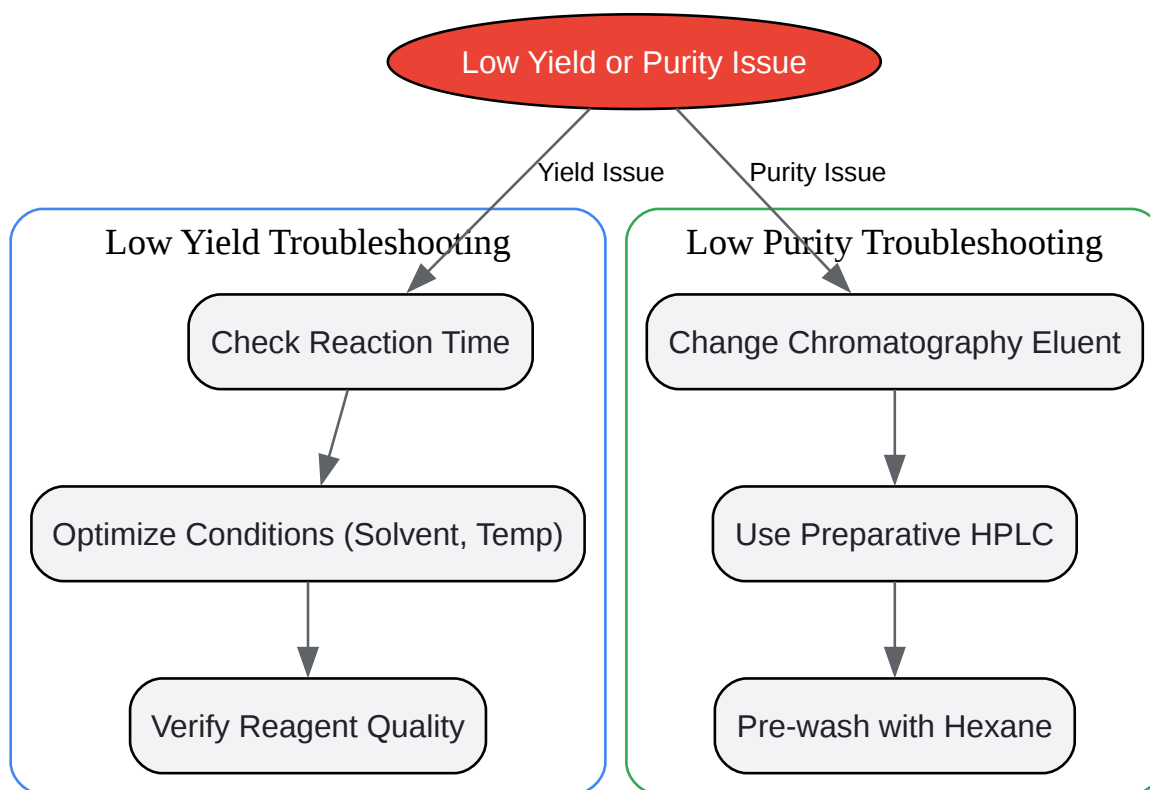 Low Yield or Purity Issue
Yield Issue
Purity Issue
Low Yield Troubleshooting
Low Purity Troubleshooting
Check Reaction Time
Change Chromatography Eluent
Optimize Conditions (Solvent, Temp)
Use Preparative HPLC
Verify Reagent Quality
Pre-wash with Hexane